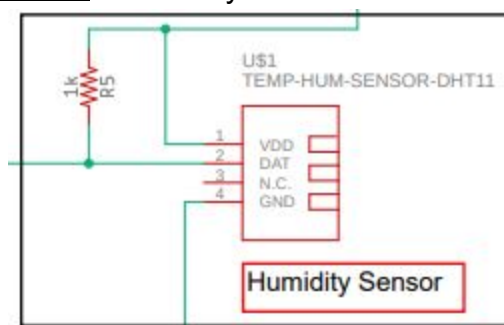 U$1
TEMP-HUM-SENSOR-DHT11
1k
R5
1 VDD
2 DAT
3 N.C.
4 GND
Humidity Sensor